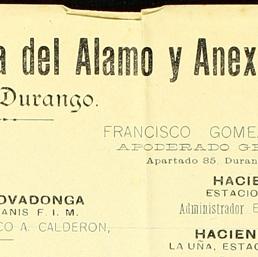 a del Alamo y Anex
Durango.
FRANCISCO GOME
APODERADO GE
Apartado 85, Duran
HACIE
OVADONGA
ESTACIO
ANIS F. I. M.
Administrador E
CO A. CALDERON,
HACIEN
LA UÑA, ESTAC